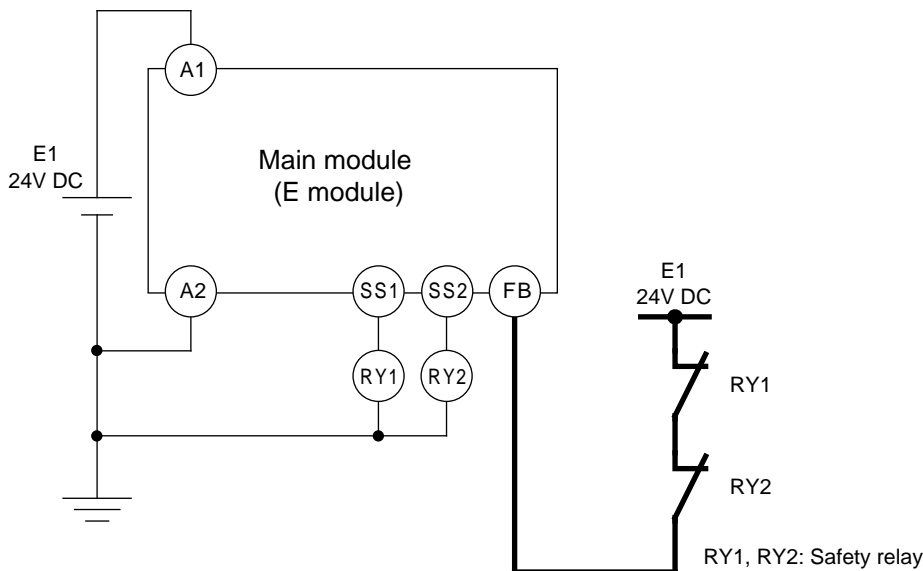 A1
E1
24V DC
Main module
(E module)
A2
SS1
SS2
FB
E1
24V DC
RY1
RY2
RY1
RY2
RY1, RY2: Safety relay